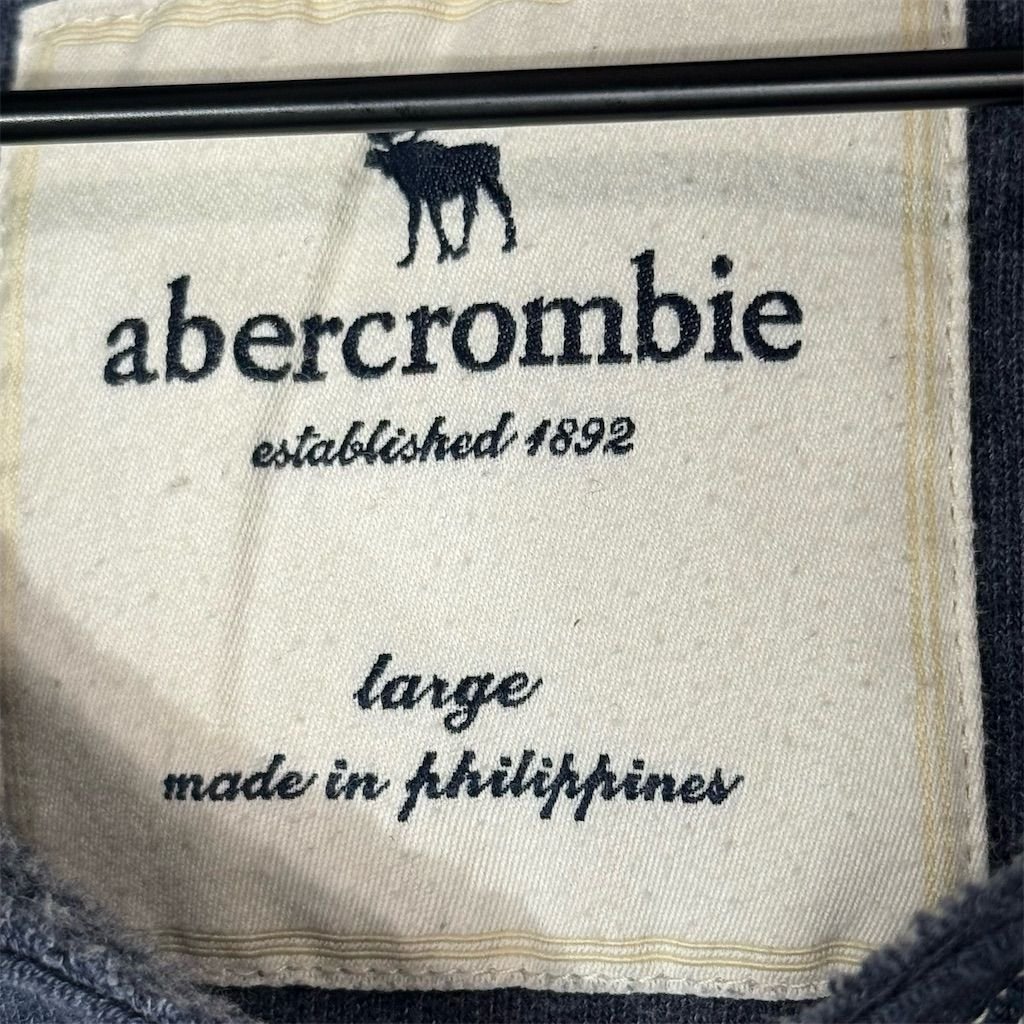 abercrombie
established 1892
large
made in philippines